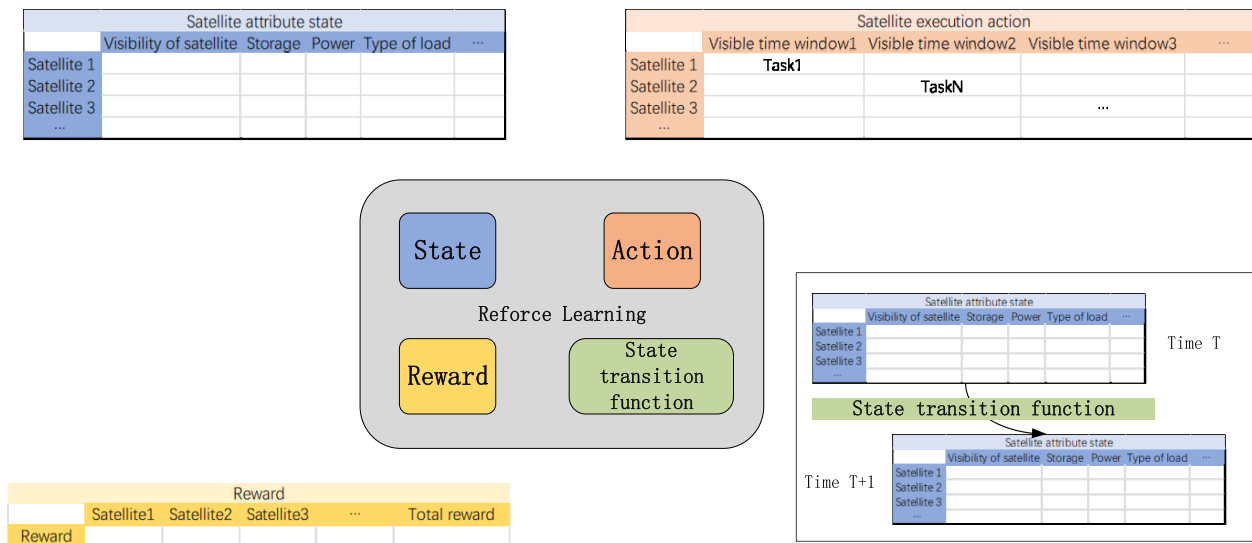 Satellite attribute state
Visibility of satellite Storage Power Type of load ...
Satellite 1
Satellite 2
Satellite 3
...
Satellite execution action
Visible time window1 Visible time window2 Visible time window3 ...
Satellite 1 Task1
Satellite 2 TaskN
Satellite 3 ...
...
State
Action
Reforce Learning
Reward
State
transition
function
Satellite attribute state
Visibility of satellite Storage Power Type of load ...
Satellite 1
Satellite 2
Satellite 3
...
Time T
State transition function
Satellite attribute state
Visibility of satellite Storage Power Type of load ...
Satellite 1
Satellite 2
Satellite 3
...
Time T+1
Reward
Satellite1 Satellite2 Satellite3 ... Total reward
Reward